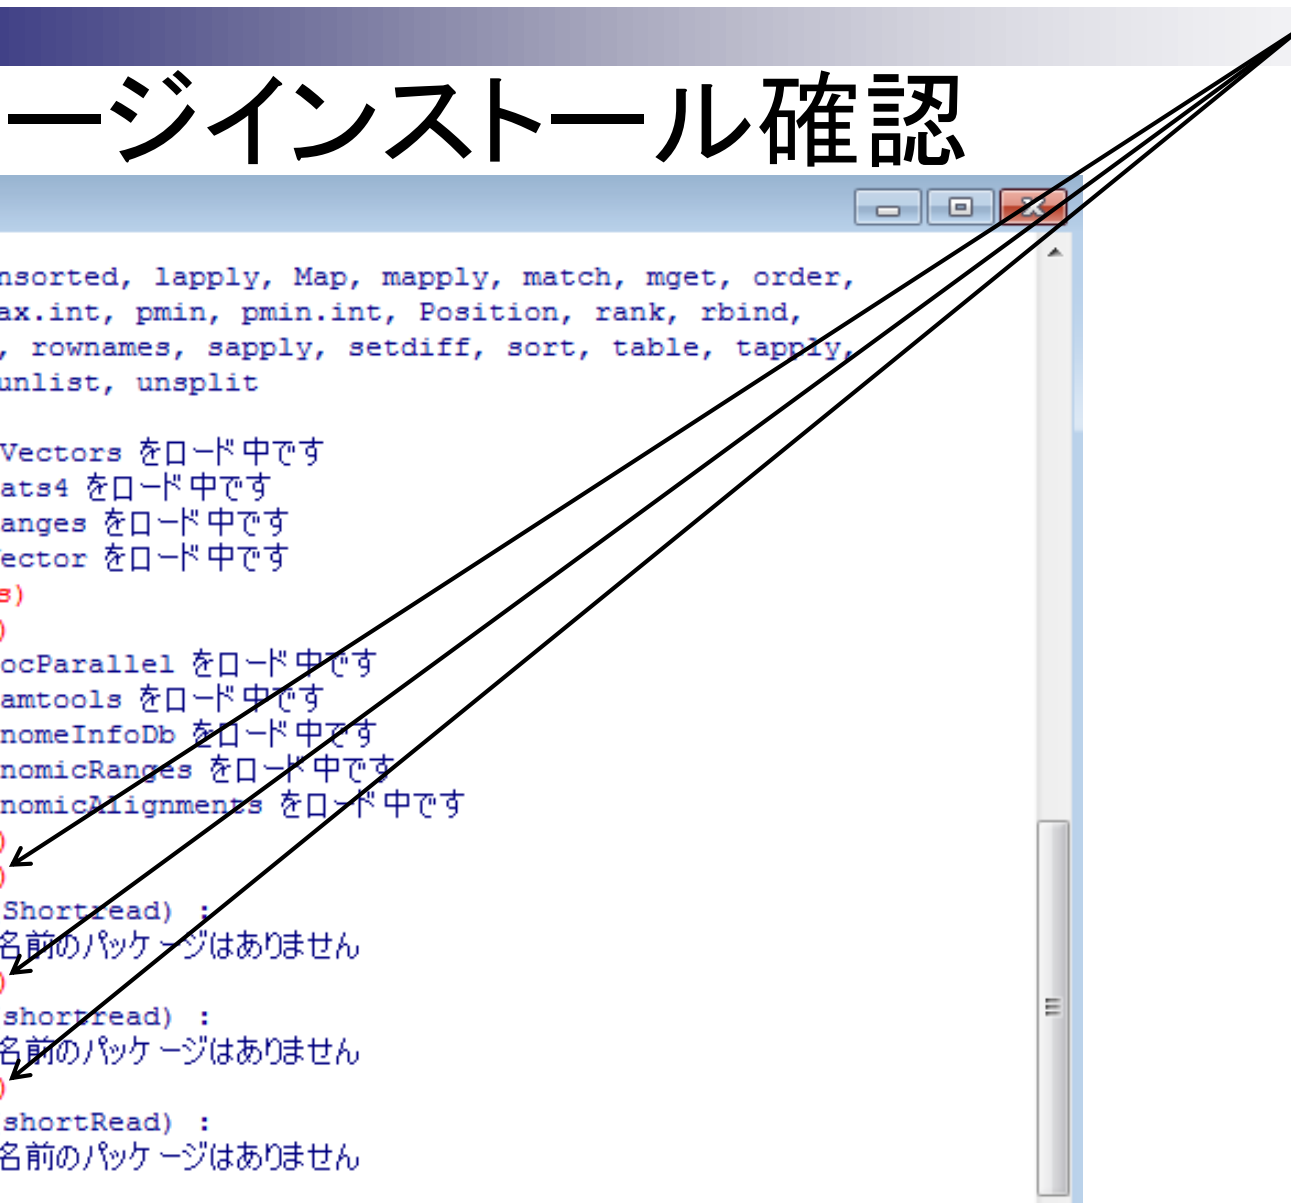 ージインストール確認
nsorted, lapply, Map, mapply, match, mget, order,
ax.int, pmin, pmin.int, Position, rank, rbind,
, rownames, sapply, setdiff, sort, table, tapply,
unlist, unsplit
Vectors をロード中です
ats4 をロード中です
anges をロード中です
ector をロード中です
s)
)
ocParallel をロード中です
amtools をロード中です
nomeInfoDb をロード中です
nomicRanges をロード中です
nomicAlignments をロード中です
)
)
Shortread) :
名前のパッケージはありません
)
shortread) :
名前のパッケージはありません
)
shortRead) :
名前のパッケージはありません